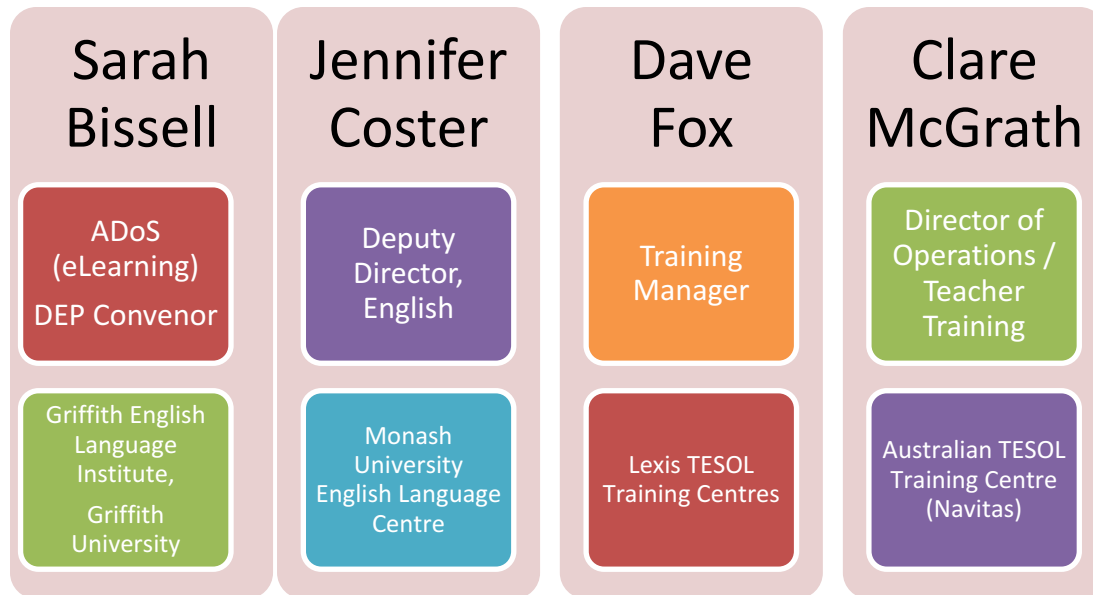 Sarah
Bissell
ADoS
(eLearning)
DEP Convenor
Griffith English
Language
Institute,
Griffith
University
Jennifer
Coster
Deputy
Director,
English
Monash
University
English Language
Centre
Dave
Fox
Training
Manager
Lexis TESOL
Training Centres
Clare
McGrath
Director of
Operations /
Teacher
Training
Australian TESOL
Training Centre
(Navitas)